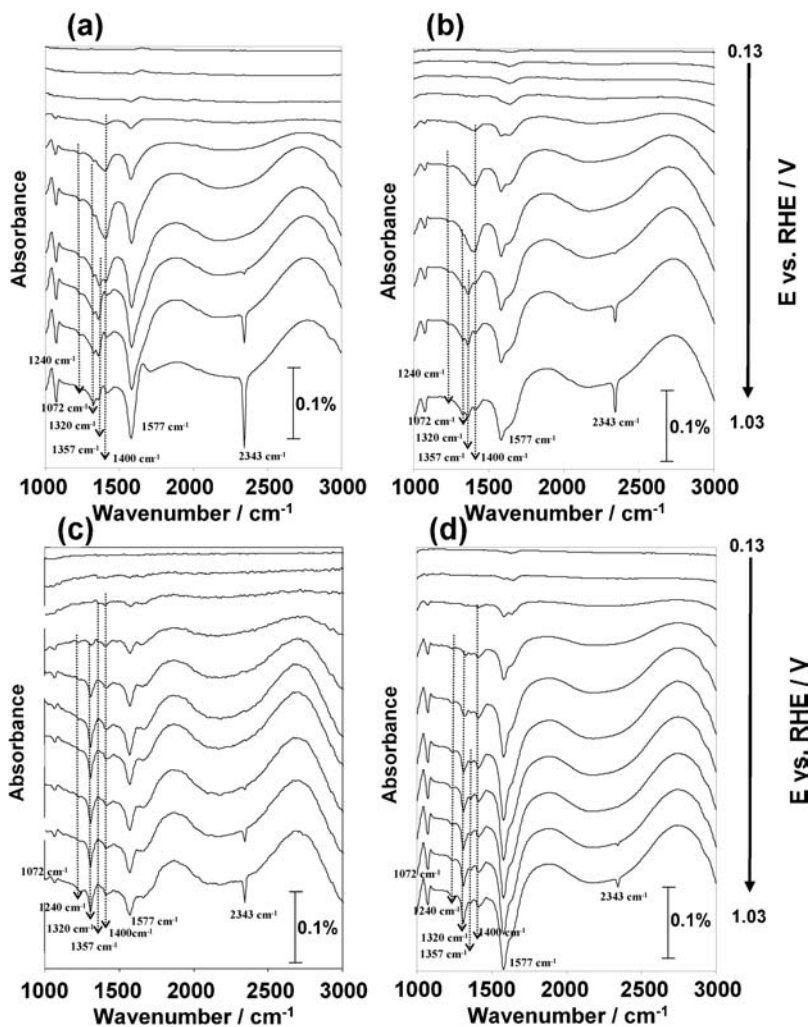 (a)
(b)
0.13
Absorbance
Absorbance
E vs. RHE / V
1240 cm-1
1072 cm-1
1320 cm-1
1357 cm-1
1400 cm-1
1577 cm-1
2343 cm-1
0.1%
1240 cm-1
1072 cm-1
1320 cm-1
1357 cm-1
1400 cm-1
1577 cm-1
2343 cm-1
0.1%
1.03
1000 1500 2000 2500 3000
1000 1500 2000 2500 3000
Wavenumber / cm-1
Wavenumber / cm-1
(c)
(d)
0.13
Absorbance
Absorbance
E vs. RHE / V
1072 cm-1
1240 cm-1
1320 cm-1
1357 cm-1
1400cm-1
1577 cm-1
2343 cm-1
0.1%
1072 cm-1
1240 cm-1
1320 cm-1
1357 cm-1
1400 cm-1
1577 cm-1
2343 cm-1
0.1%
1.03
1000 1500 2000 2500 3000
1000 1500 2000 2500 3000
Wavenumber / cm-1
Wavenumber / cm-1